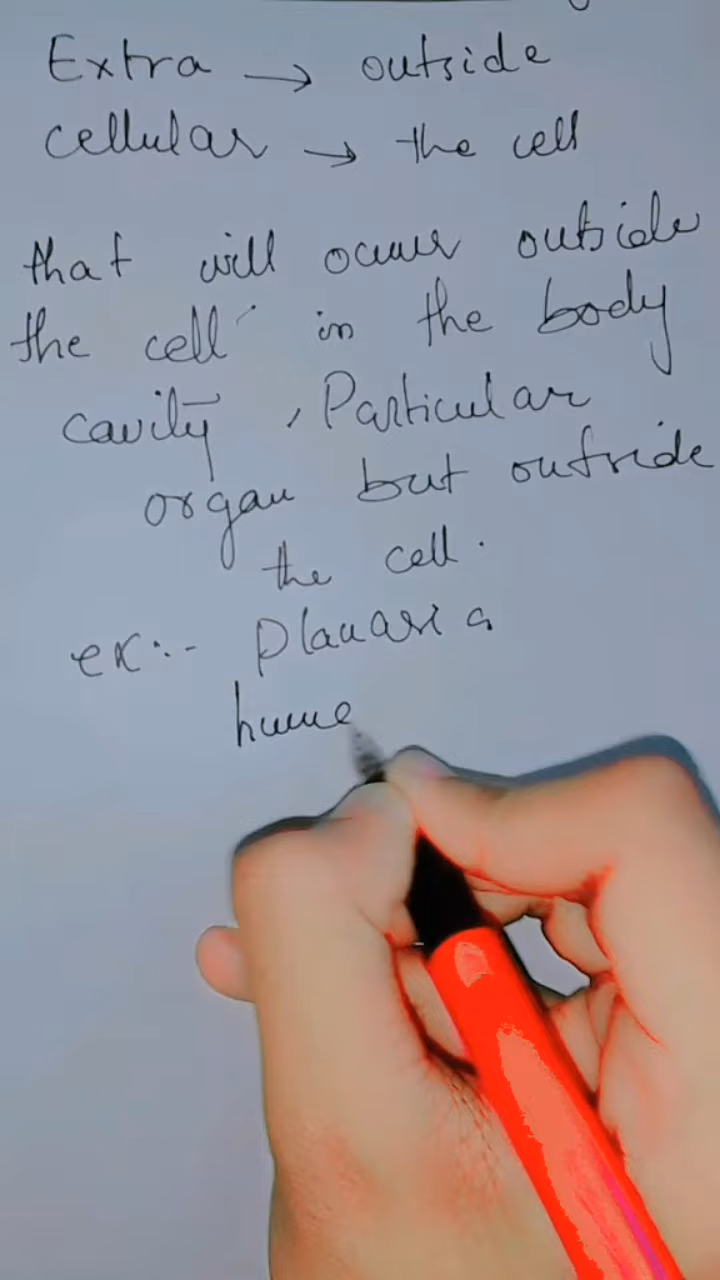 Extra → outside
cellular → the cell
that will occur outside
the cell in the body
cavity, Particular
organ but outside
the cell.
ex:- Planaria
hume